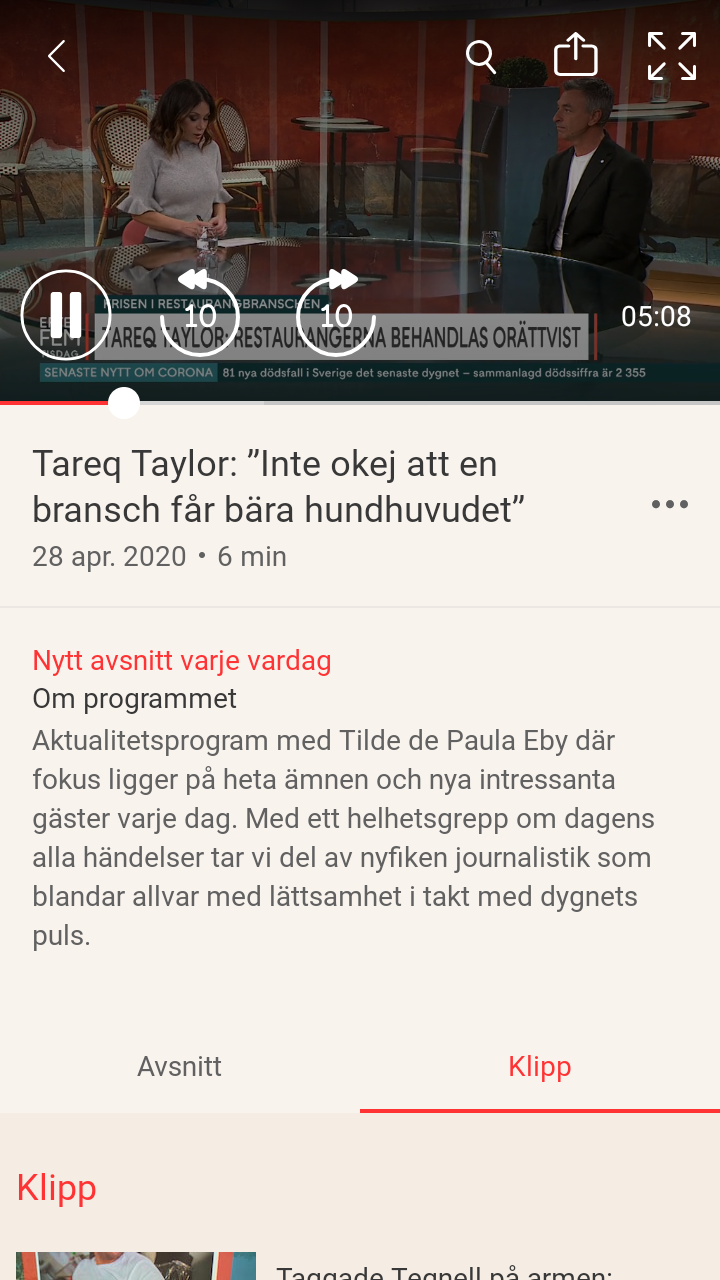 KRISEN I RESTAURANGBRANSCHEN
10
10
05:08
EFTER
FEM
TISDAG
TAREQ TAYLOR: RESTAURANGERNA BEHANDLAS ORÄTTVIST
SENASTE NYTT OM CORONA 81 nya dödsfall i Sverige det senaste dygnet – sammanlagd dödssiffra är 2 355
Tareq Taylor: ”Inte okej att en
bransch får bära hundhuvudet”
28 apr. 2020 • 6 min
Nytt avsnitt varje vardag
Om programmet
Aktualitetsprogram med Tilde de Paula Eby där
fokus ligger på heta ämnen och nya intressanta
gäster varje dag. Med ett helhetsgrepp om dagens
alla händelser tar vi del av nyfiken journalistik som
blandar allvar med lättsamhet i takt med dygnets
puls.
Avsnitt
Klipp
Klipp
Taggade Tegnell på armen: